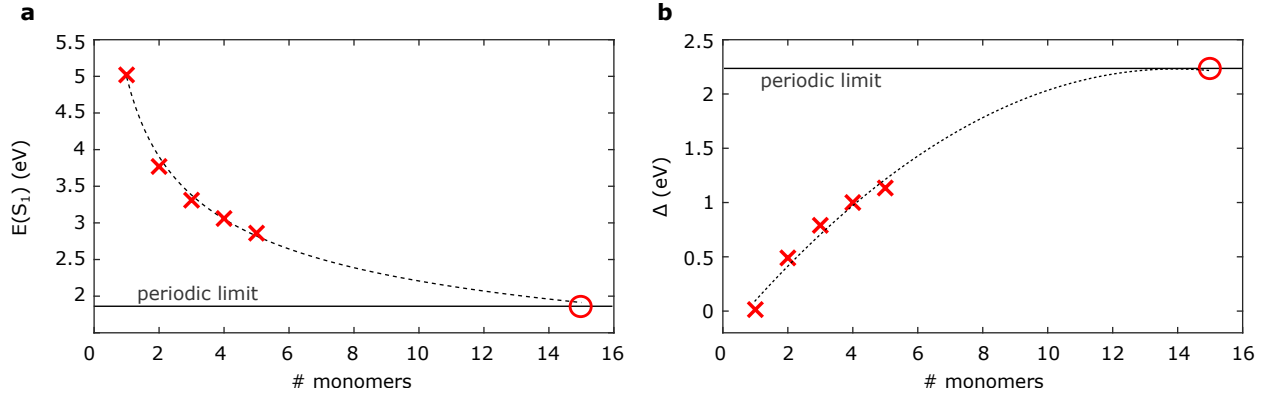 a
5.5
5
4.5
4
3.5
3
2.5
2
E(S₁) (eV)
periodic limit
0 2 4 6 8 10 12 14 16
# monomers
b
2.5
2
1.5
1
0.5
0
Δ (eV)
periodic limit
0 2 4 6 8 10 12 14 16
# monomers